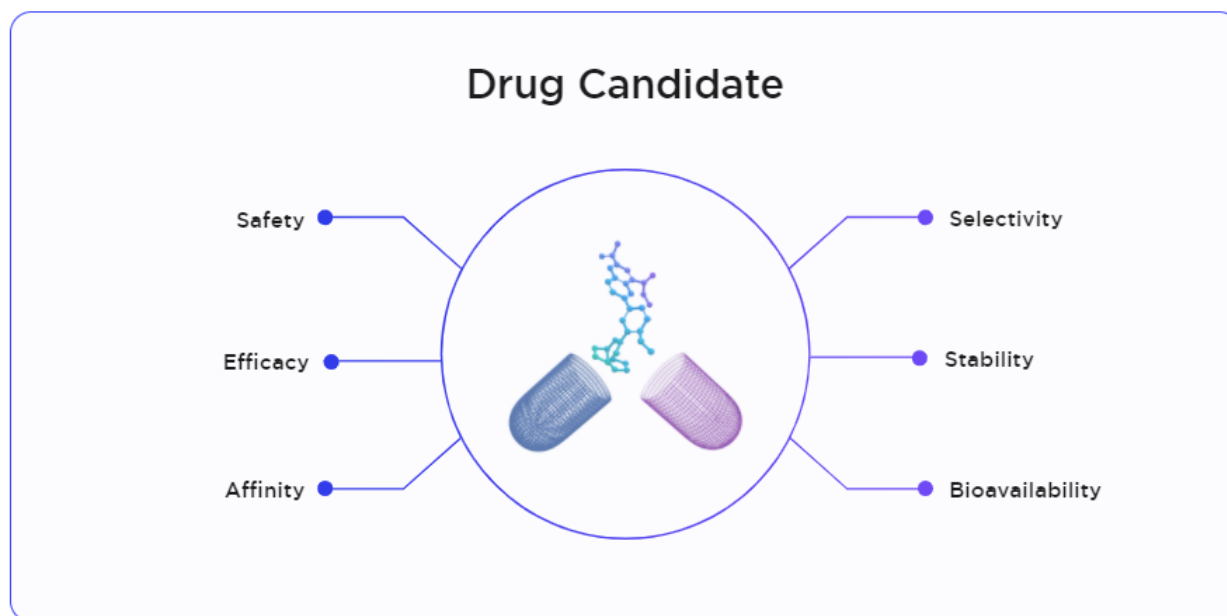 Drug Candidate
Safety
Selectivity
Efficacy
Stability
Affinity
Bioavailability